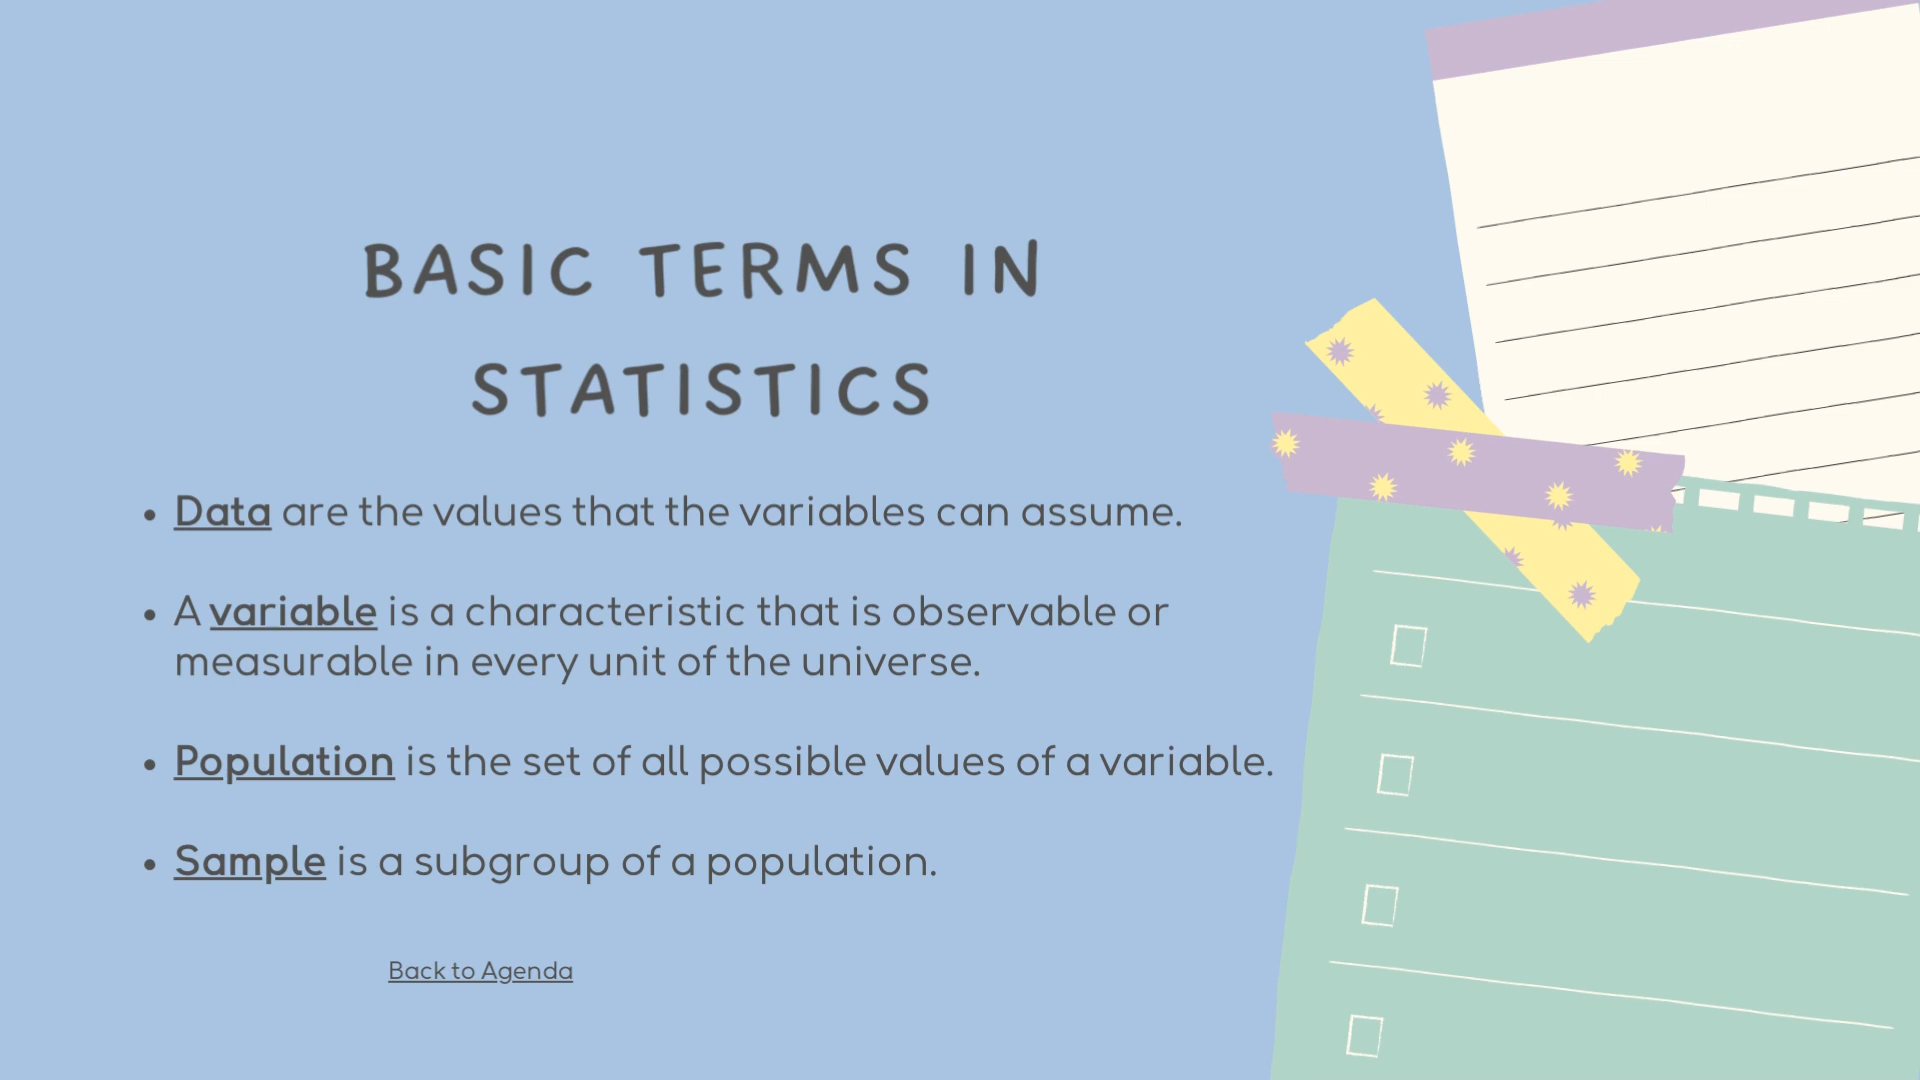 BASIC TERMS IN
STATISTICS
• Data are the values that the variables can assume.
• A variable is a characteristic that is observable or
measurable in every unit of the universe.
• Population is the set of all possible values of a variable.
• Sample is a subgroup of a population.
Back to Agenda